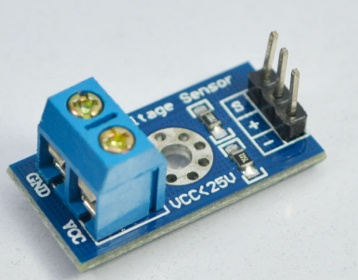 ltage Sensor
S
+
-
VCC<25V
GND
VCC